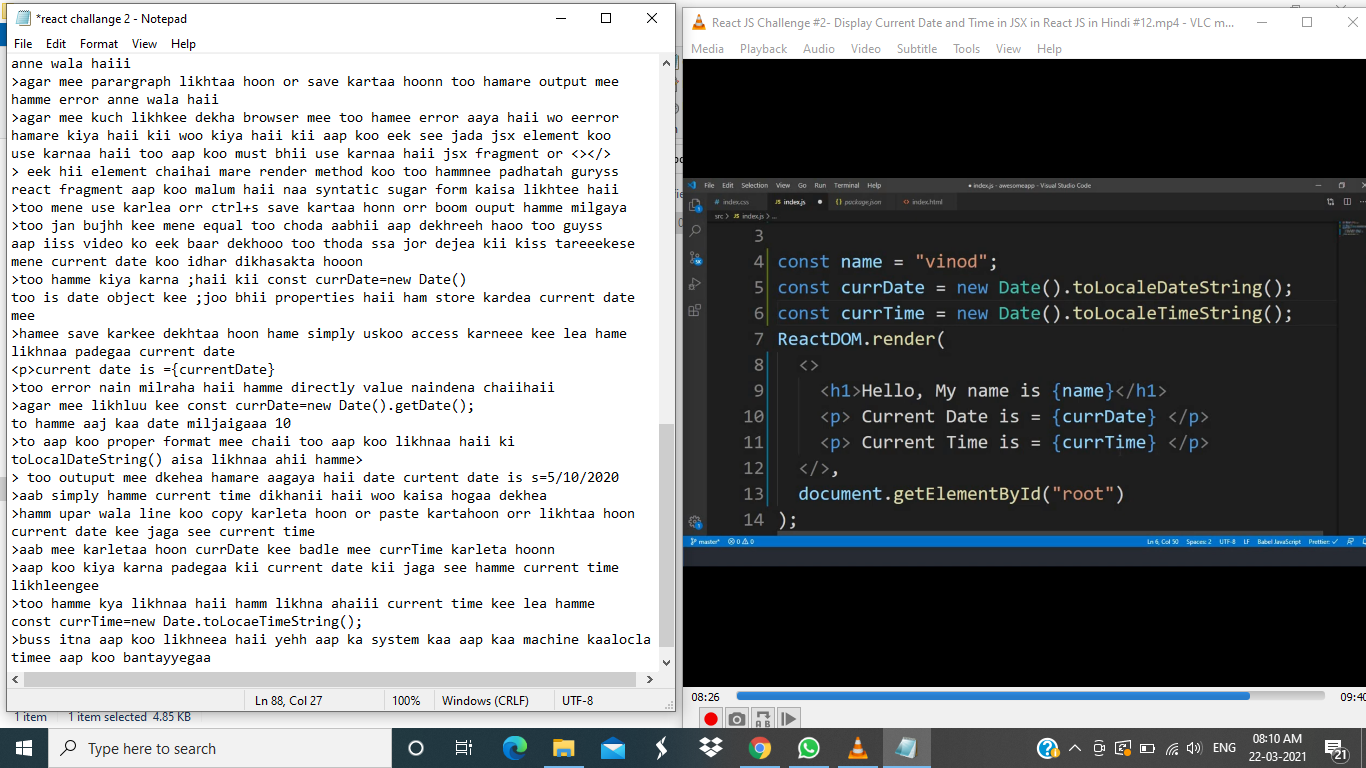 *react challange 2 - Notepad
File Edit Format View Help
anne wala haiii
>agar mee parargraph likhtaa hoon or save kartaa hoonn too hamare output mee
hamme error anne wala haii
>agar mee kuch likhkee dekha browser mee too hamee error aaya haii wo eerror
hamare kiya haii kii woo kiya haii kii aap koo eek see jada jsx element koo
use karnaa haii too aap koo must bhii use karnaa haii jsx fragment or <></>
> eek hii element chaihai mare render method koo too hammnee padhatah guryss
react fragment aap koo malum haii naa syntatic sugar form kaisa likhtee haii
>too mene use karlea orr ctrl+s save kartaa honn orr boom ouput hamme milgaya
>too jan bujhh kee mene equal too choda aabhii aap dekhreeh haoo too guyss
aap iiss video ko eek baar dekhooo too thoda ssa jor dejea kii kiss tareeekese
mene current date koo idhar dikhasakta hooon
>too hamme kiya karna ;haii kii const currDate=new Date()
too is date object kee ;joo bhii properties haii ham store kardea current date
mee
>hamee save karkee dekhtaa hoon hame simply uskoo access karneee kee lea hame
likhnaa padegaa current date
<p>current date is ={currentDate}
>too error nain milraha haii hamme directly value naindena chaiihaii
>agar mee likhluu kee const currDate=new Date().getDate();
to hamme aaj kaa date miljaigaaa 10
>to aap koo proper format mee chaii too aap koo likhnaa haii ki
toLocalDateString() aisa likhnaa ahii hamme>
> too outuput mee dkehea hamare aagaya haii date curtent date is s=5/10/2020
>aab simply hamme current time dikhanii haii woo kaisa hogaa dekhea
>hamm upar wala line koo copy karleta hoon or paste kartahoon orr likhtaa hoon
current date kee jaga see current time
>aab mee karletaa hoon currDate kee badle mee currTime karleta hoonn
>aap koo kiya karna padegaa kii current date kii jaga see hamme current time
likhleengee
>too hamme kya likhnaa haii hamm likhna ahaiii current time kee lea hamme
const currTime=new Date.toLocaeTimeString();
>buss itna aap koo likhneea haii yehh aap ka system kaa aap kaa machine kaalocla
timee aap koo bantayyegaa
Ln 88, Col 27 100% Windows (CRLF) UTF-8
1 item 1 item selected 4.85 KB
React JS Challenge #2- Display Current Date and Time in JSX in React JS in Hindi #12.mp4 - VLC m...
Media Playback Audio Video Subtitle Tools View Help
File Edit Selection View Go Run Terminal Help ● index.js - awesomeapp - Visual Studio Code
# index.css JS index.js ● {} package.json <> index.html
src > JS index.js > ...
3
4 const name = "vinod";
5 const currDate = new Date().toLocaleDateString();
6 const currTime = new Date().toLocaleTimeString();
7 ReactDOM.render(
8 <>
9 <h1>Hello, My name is {name}</h1>
10 <p> Current Date is = {currDate} </p>
11 <p> Current Time is = {currTime} </p>
12 </>,
13 document.getElementById("root")
14 );
master* 0 0 Ln 6, Col 50 Spaces: 2 UTF-8 LF Babel JavaScript Prettier: ✓
08:26 09:40
A B
Type here to search
ENG
08:10 AM
22-03-2021
21